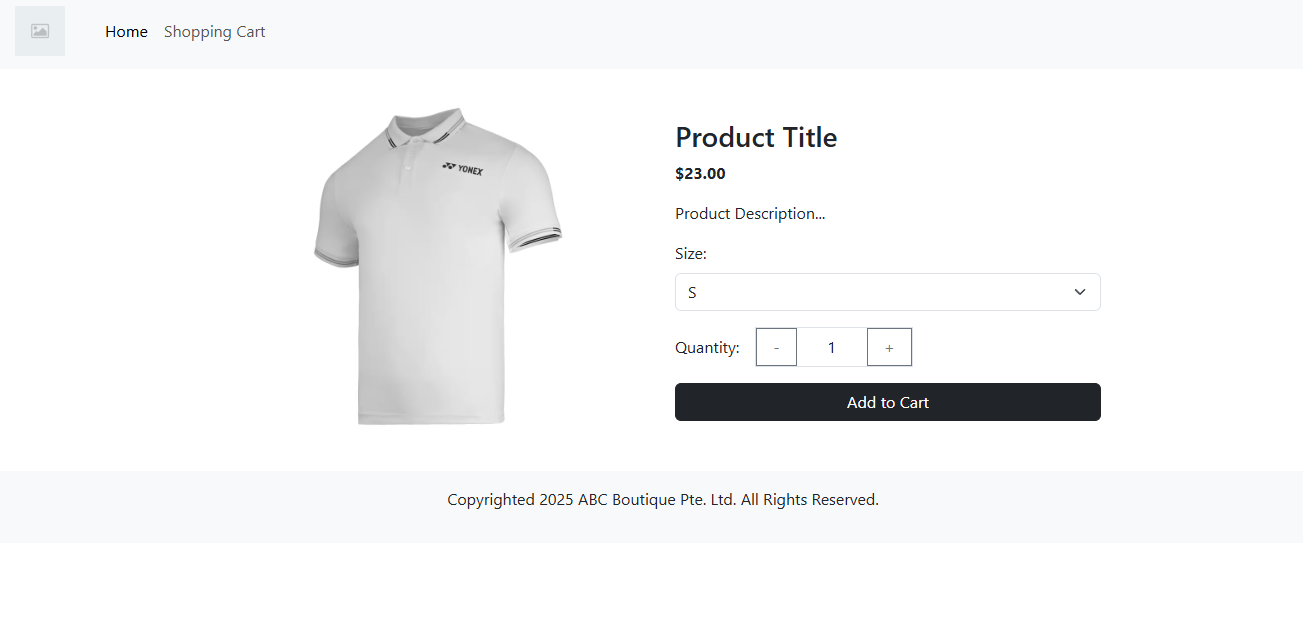 Home Shopping Cart
YONEX
Product Title
$23.00
Product Description...
Size:
S
Quantity: - 1 +
Add to Cart
Copyrighted 2025 ABC Boutique Pte. Ltd. All Rights Reserved.